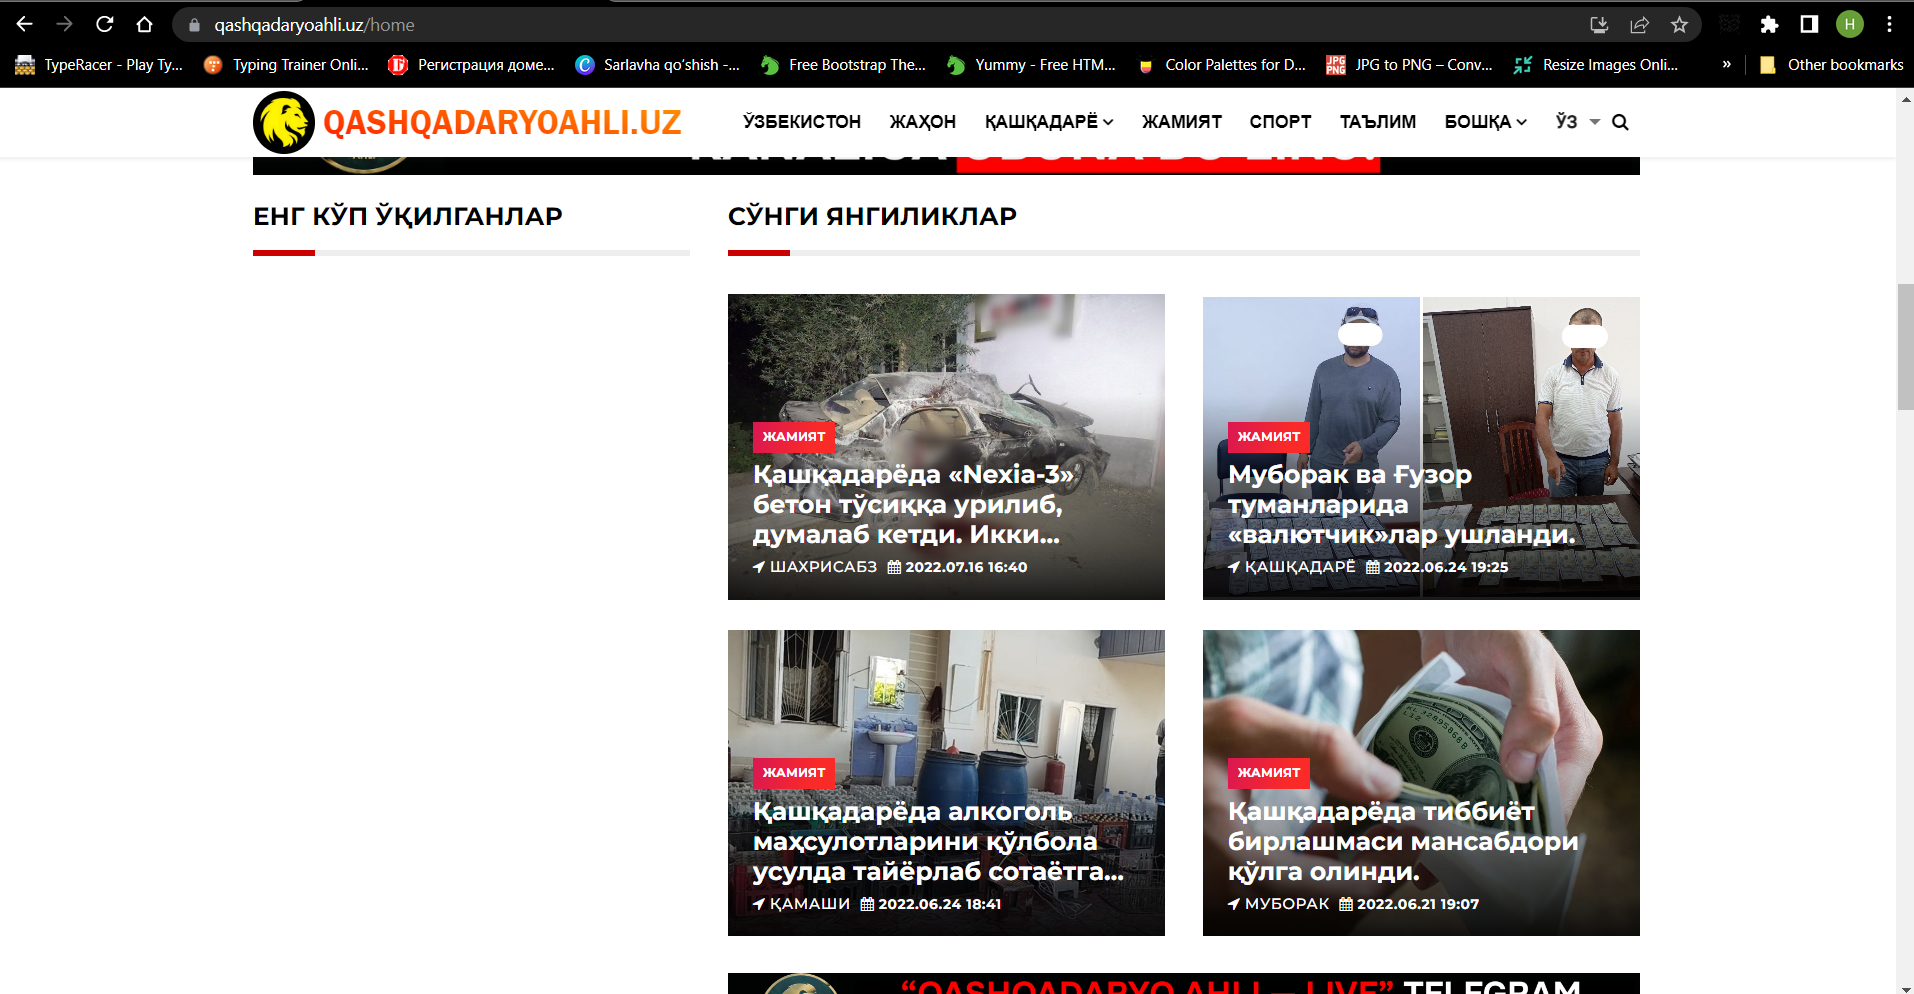 qashqadaryoahli.uz/home
H
TypeRacer - Play Ty...
Typing Trainer Onli...
Регистрация доме...
Sarlavha qo‘shish -...
Free Bootstrap The...
Yummy - Free HTM...
Color Palettes for D...
JPG to PNG – Conv...
Resize Images Onli...
»
Other bookmarks
QASHQADARYOAHLI.UZ
ЎЗБЕКИСТОН
ЖАҲОН
ҚАШҚАДАРЁ
ЖАМИЯТ
СПОРТ
ТАЪЛИМ
БОШҚА
ЎЗ
ЕНГ КЎП ЎҚИЛГАНЛАР
СЎНГИ ЯНГИЛИКЛАР
ЖАМИЯТ
Қашқадарёда «Nexia-3»
бетон тўсиққа урилиб,
думалаб кетди. Икки...
ШАХРИСАБЗ 2022.07.16 16:40
ЖАМИЯТ
Муборак ва Ғузор
туманларида
«валютчик»лар ушланди.
ҚАШҚАДАРЁ 2022.06.24 19:25
ЖАМИЯТ
Қашқадарёда алкоголь
маҳсулотларини қўлбола
усулда тайёрлаб сотаётга...
ҚАМАШИ 2022.06.24 18:41
ЖАМИЯТ
Қашқадарёда тиббиёт
бирлашмаси мансабдори
қўлга олинди.
МУБОРАК 2022.06.21 19:07
“QASHQADARYO AHLI — LIVE” TELEGRAM